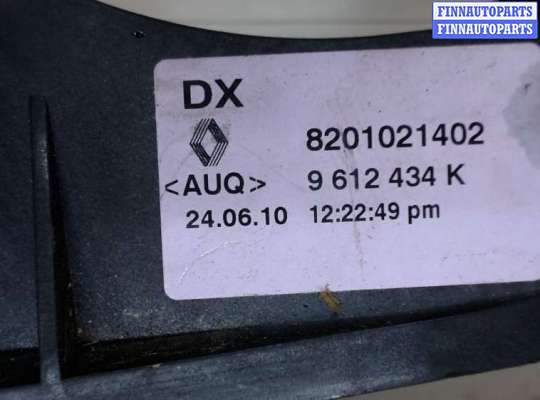 FINNAUTOPARTS
FINNAUTOPARTS
DX
8201021402
<AUQ> 9 612 434 K
24.06.10 12:22:49 pm